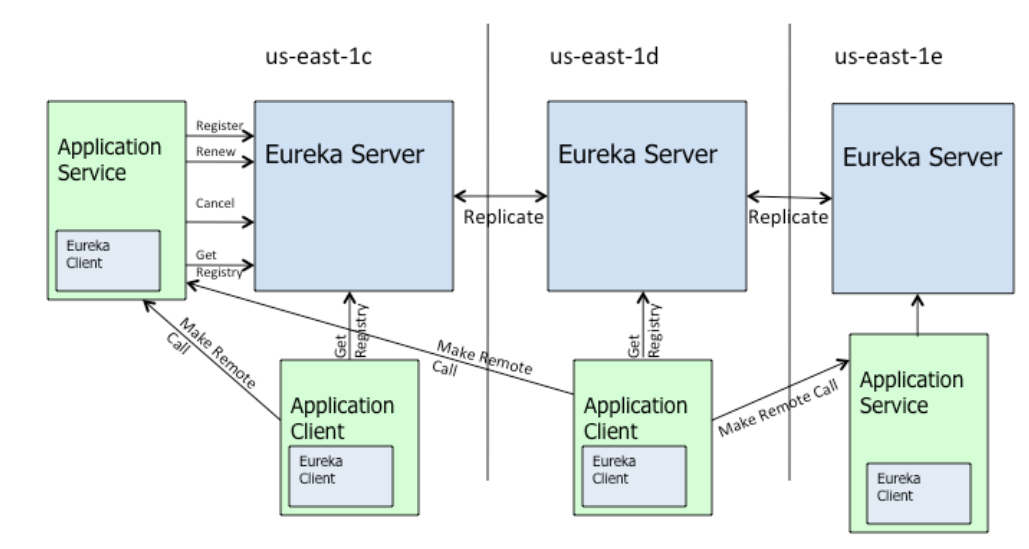 us-east-1c
us-east-1d
us-east-1e
Application
Service
Eureka
Client
Register
Renew
Cancel
Get
Registry
Eureka Server
Replicate
Eureka Server
Replicate
Eureka Server
Make Remote
Call
Get
Registry
Make Remote
Call
Get
Registry
Make Remote Call
Application
Client
Eureka
Client
Application
Client
Eureka
Client
Application
Service
Eureka
Client